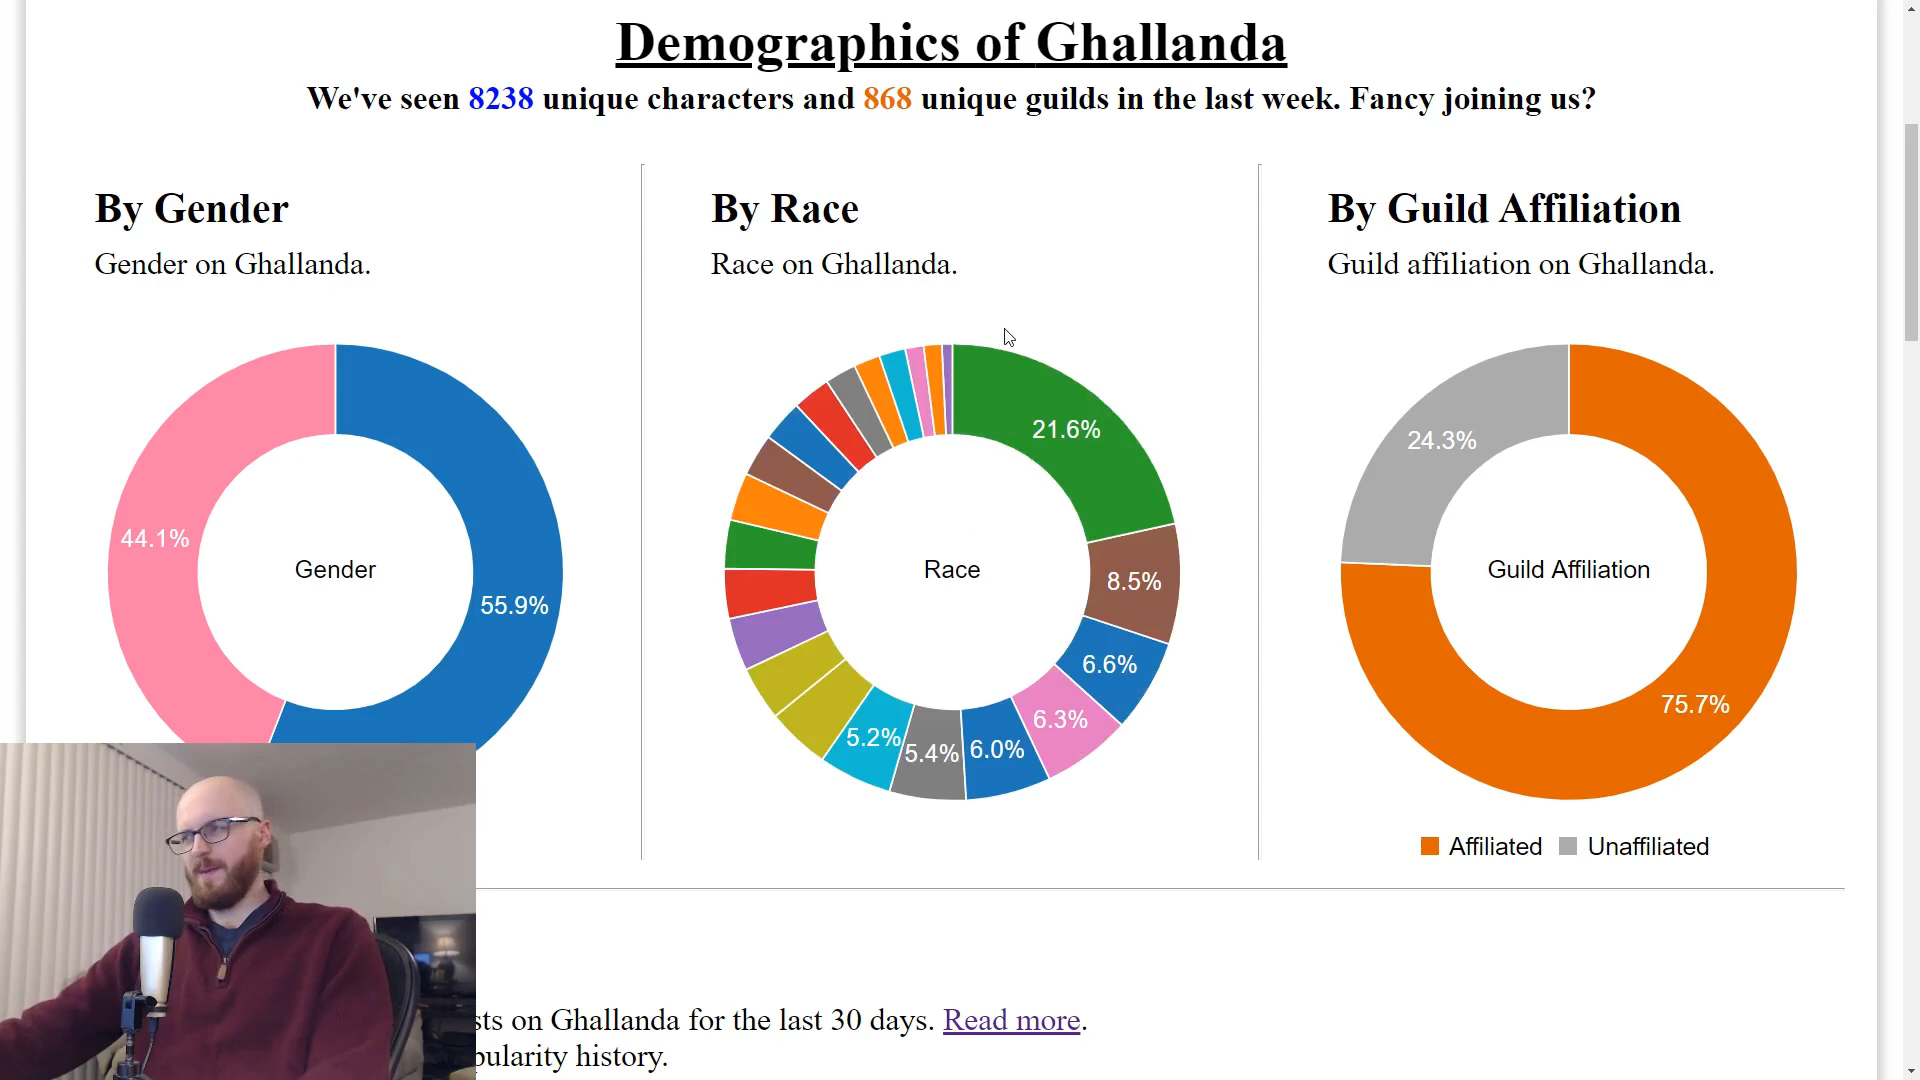 Demographics of Ghallanda
We've seen 8238 unique characters and 868 unique guilds in the last week. Fancy joining us?
By Gender
Gender on Ghallanda.
44.1%
55.9%
Gender
By Race
Race on Ghallanda.
21.6%
8.5%
6.6%
6.3%
6.0%
5.4%
5.2%
Race
By Guild Affiliation
Guild affiliation on Ghallanda.
24.3%
75.7%
Guild Affiliation
Affiliated Unaffiliated
on Ghallanda for the last 30 days. Read more.
history.